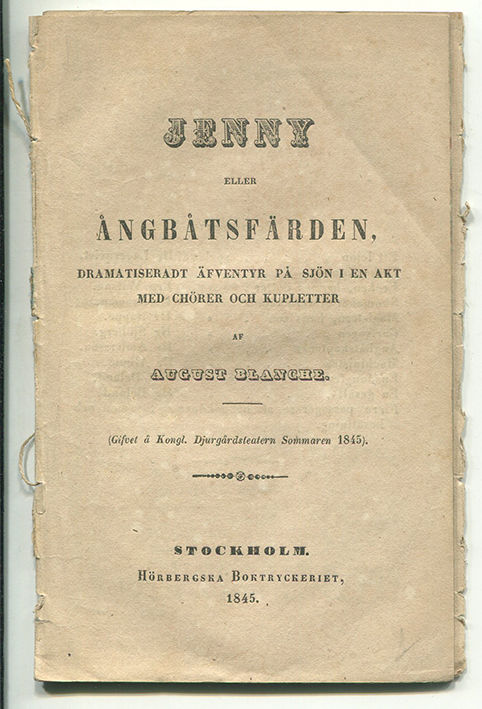 JENNY
ELLER
ÅNGBÅTSFÄRDEN,
DRAMATISERADT ÄFVENTYR PÅ SJÖN I EN AKT
MED CHÖRER OCH KUPLETTER
AF
AUGUST BLANCHE.
(Gifvet å Kongl. Djurgårdsteatern Sommaren 1845).
STOCKHOLM.
HÖRBERGSKA BOKTRYCKERIET,
1845.